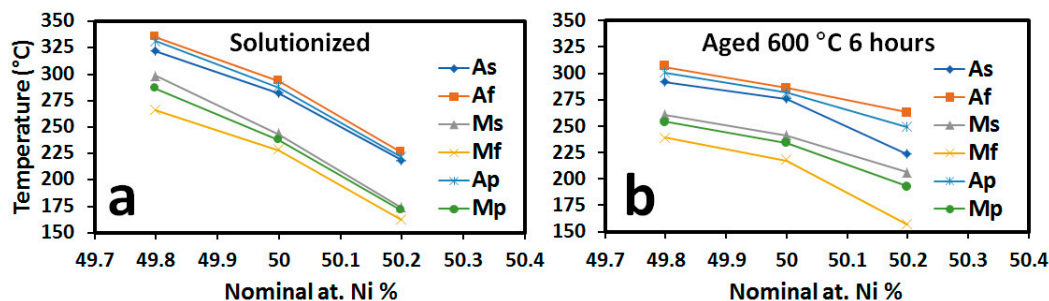 Temperature (°C)
350
325
300
275
250
225
200
175
150
Solutionized
As
Af
Ms
Mf
Ap
Mp
a
49.7 49.8 49.9 50 50.1 50.2 50.3 50.4
Nominal at. Ni %
350
325
300
275
250
225
200
175
150
Aged 600 °C 6 hours
As
Af
Ms
Mf
Ap
Mp
b
49.7 49.8 49.9 50 50.1 50.2 50.3 50.4
Nominal at. Ni %